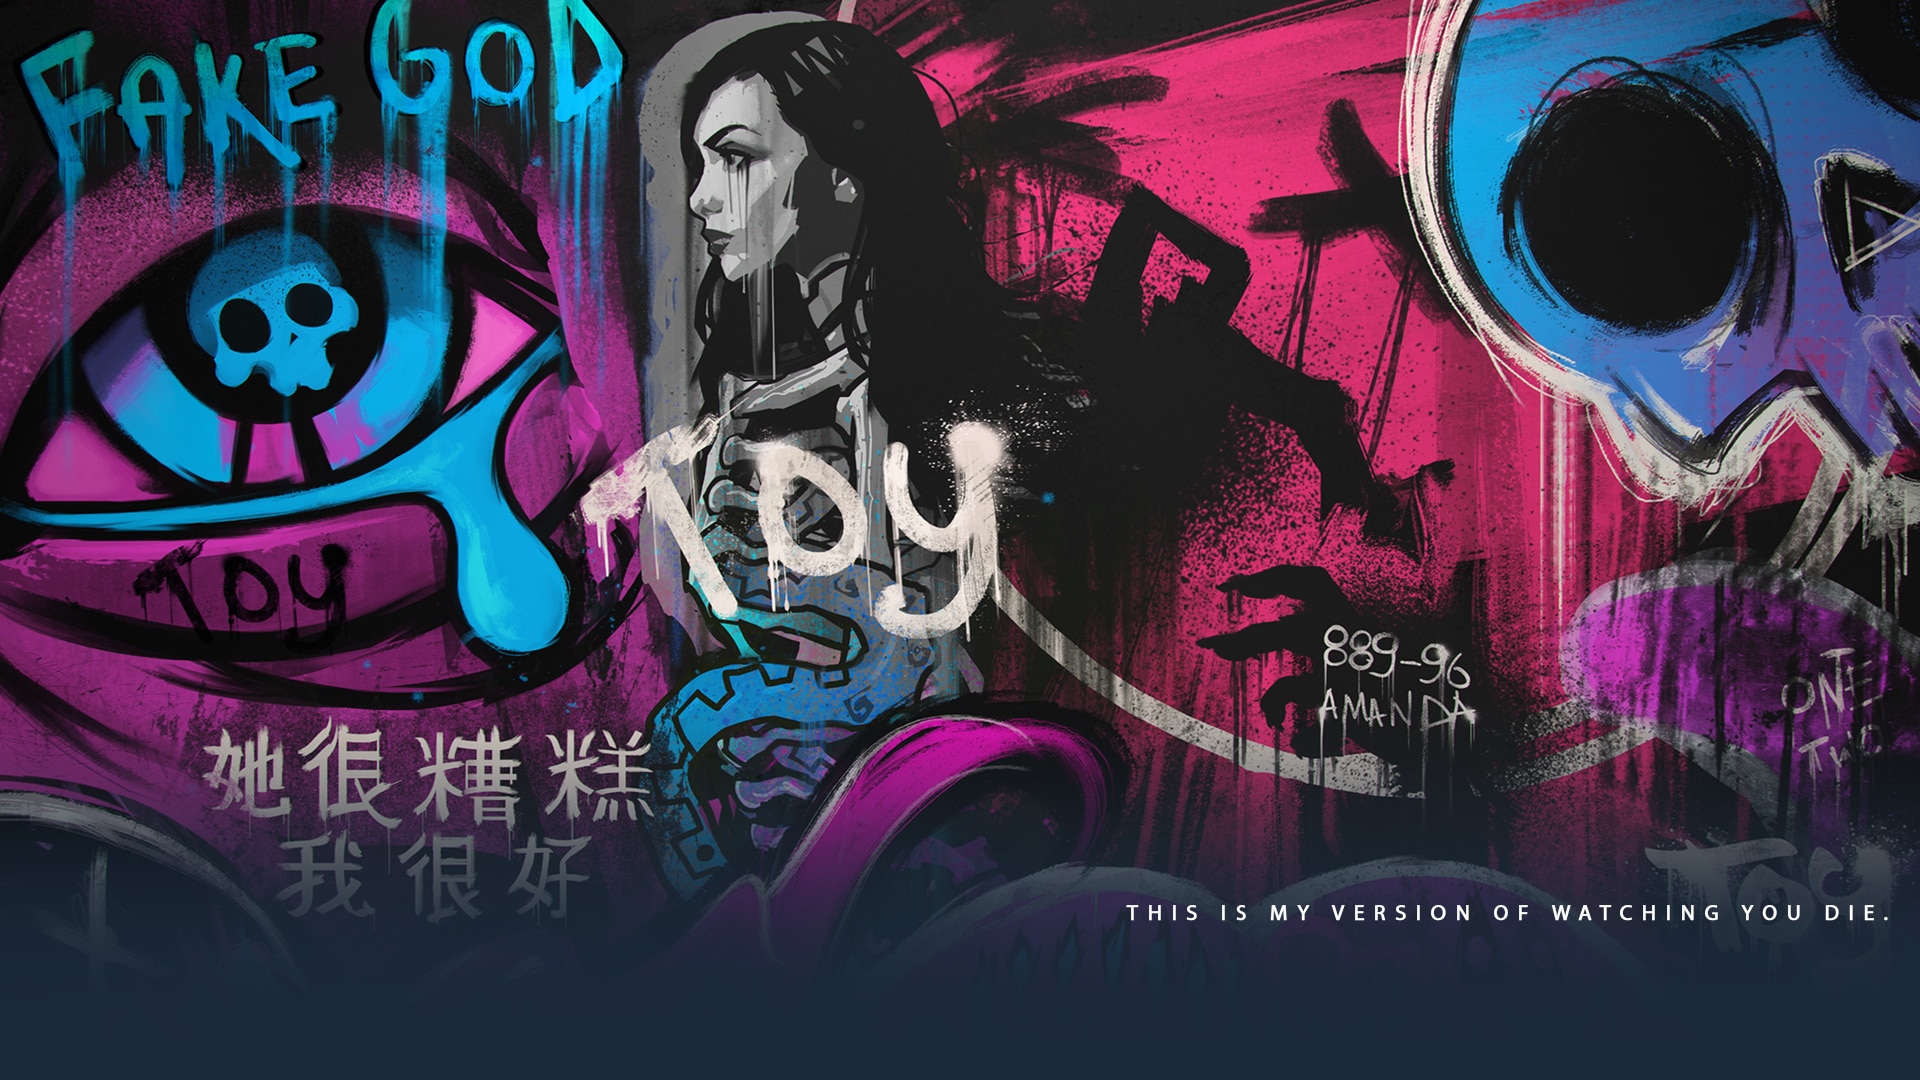 FAKE GOD
Toy
Toy
889-96
AMANDA
ONE
TWO
她很糟糕
我很好
Toy
THIS IS MY VERSION OF WATCHING YOU DIE.